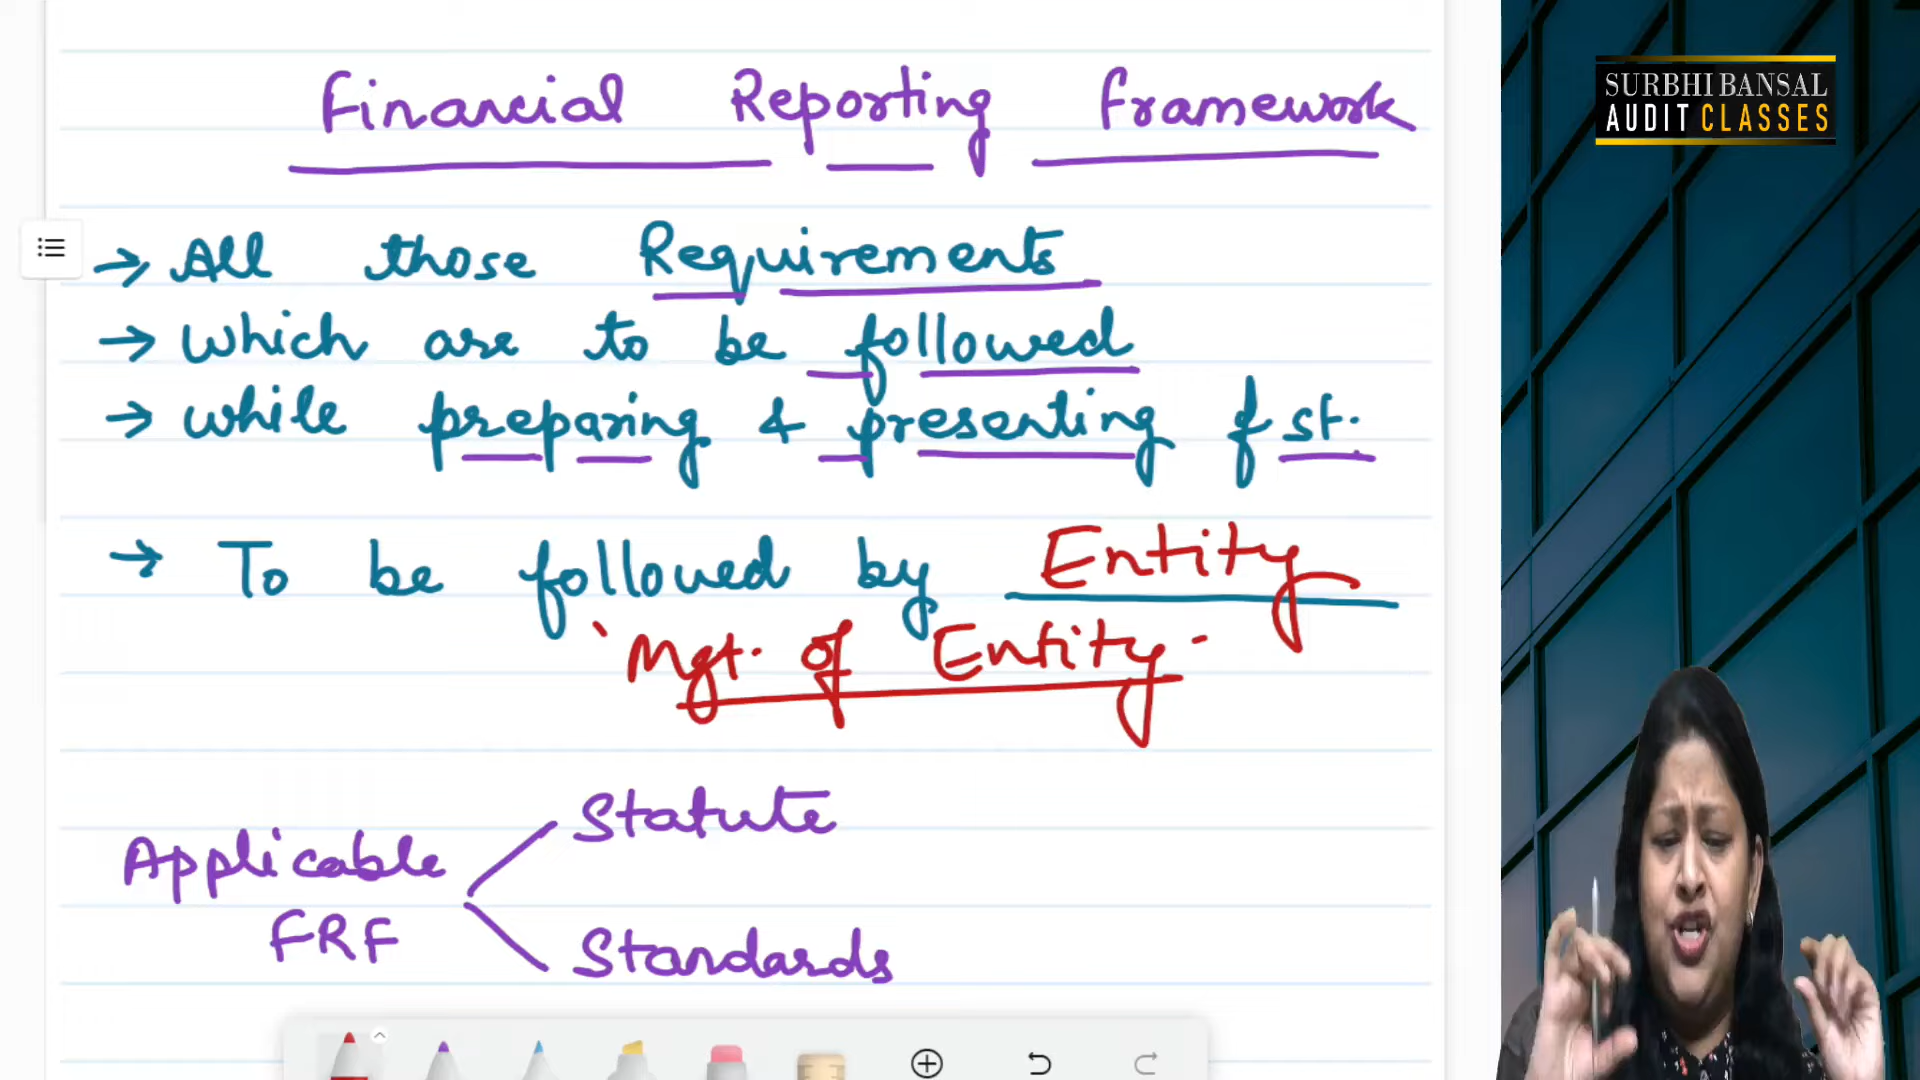 Financial Reporting Framework
→ All those Requirements
→ which are to be followed
→ while preparing & presenting f st.
→ To be followed by Entity
'Mgt. of Entity'
Applicable FRF
Statute
Standards
SURBHI BANSAL
AUDIT CLASSES